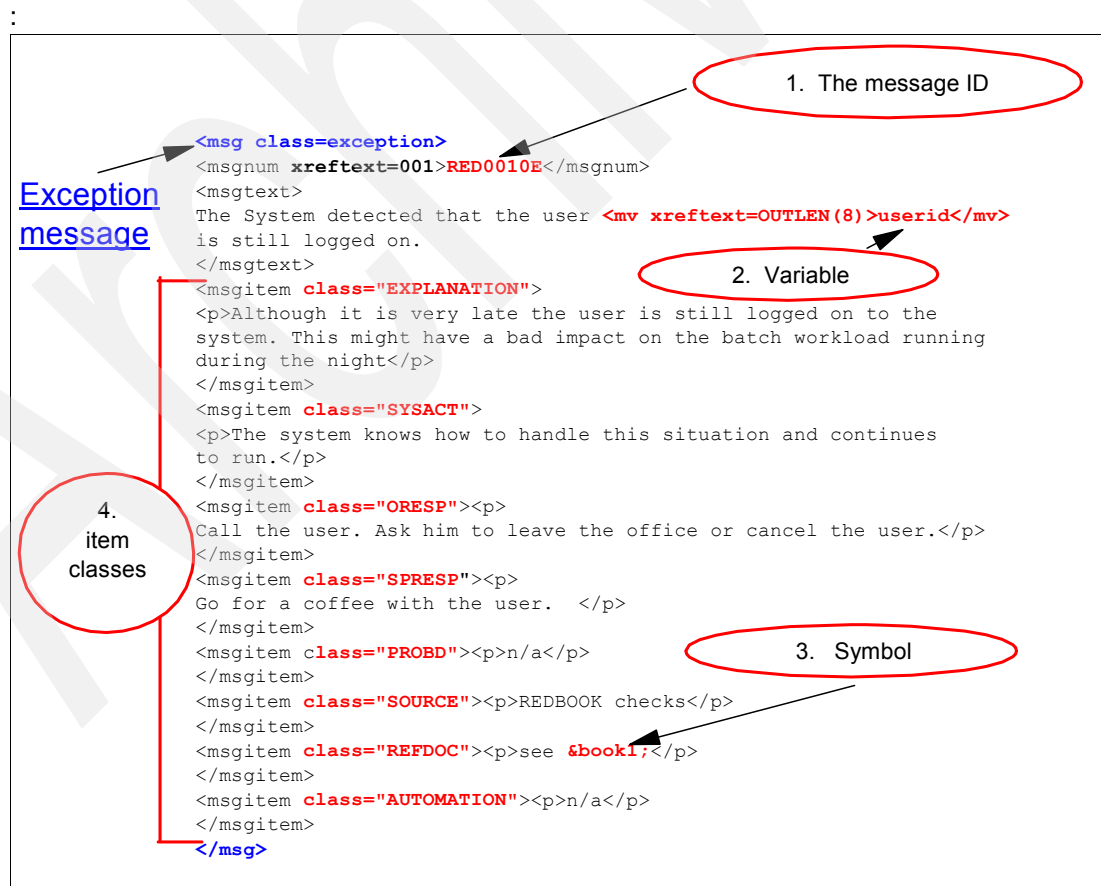 :
1. The message ID
<msg class=exception>
<msgnum xreftext=001>RED0010E</msgnum>
<msgtext>
Exception
message
The System detected that the user <mv xreftext=OUTLEN(8)>userid</mv>
is still logged on.
</msgtext>
2. Variable
<msgitem class="EXPLANATION">
<p>Although it is very late the user is still logged on to the
system. This might have a bad impact on the batch workload running
during the night</p>
</msgitem>
<msgitem class="SYSACT">
<p>The system knows how to handle this situation and continues
to run.</p>
</msgitem>
4.
item
classes
<msgitem class="ORESP"><p>
Call the user. Ask him to leave the office or cancel the user.</p>
</msgitem>
<msgitem class="SPRESP"><p>
Go for a coffee with the user. </p>
</msgitem>
3. Symbol
<msgitem class="PROBD"><p>n/a</p>
</msgitem>
<msgitem class="SOURCE"><p>REDBOOK checks</p>
</msgitem>
<msgitem class="REFDOC"><p>see &book1;</p>
</msgitem>
<msgitem class="AUTOMATION"><p>n/a</p>
</msgitem>
</msg>